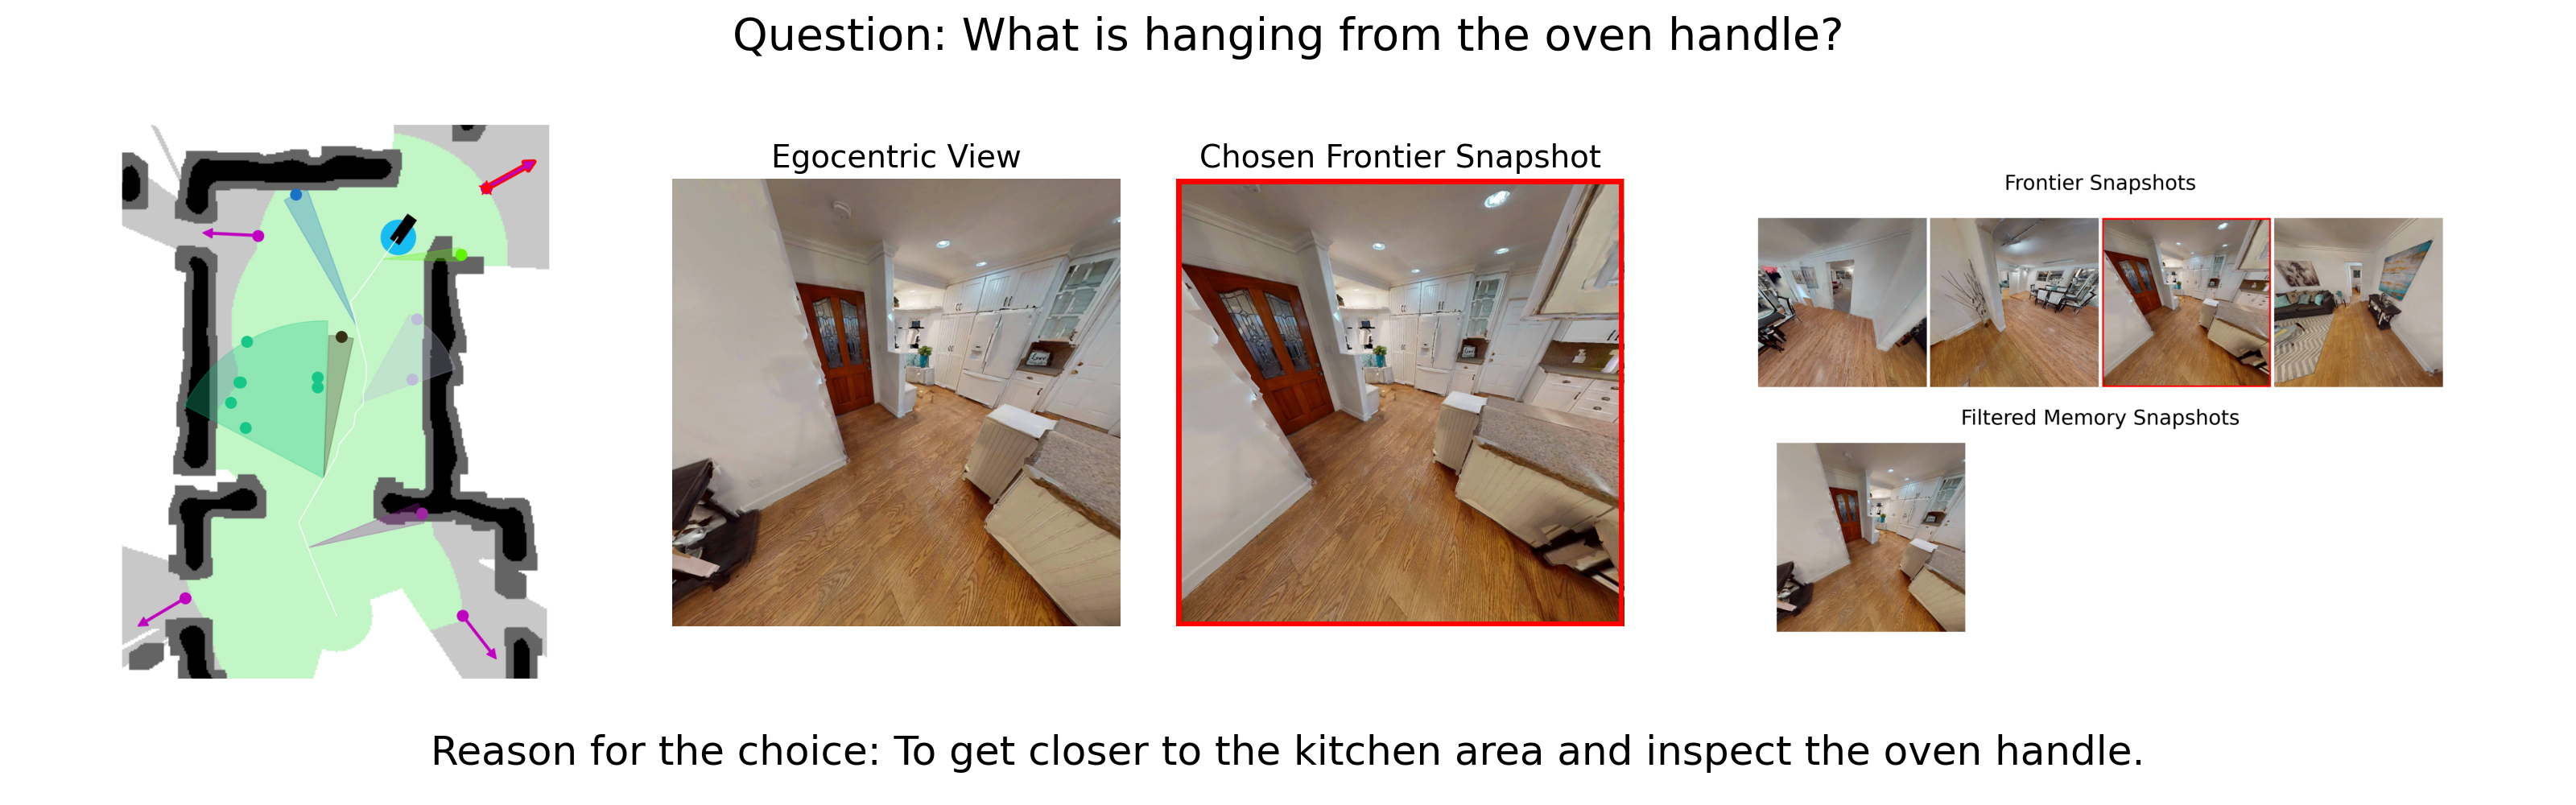 Question: What is hanging from the oven handle?
Egocentric View
Chosen Frontier Snapshot
Frontier Snapshots
Filtered Memory Snapshots
Reason for the choice: To get closer to the kitchen area and inspect the oven handle.